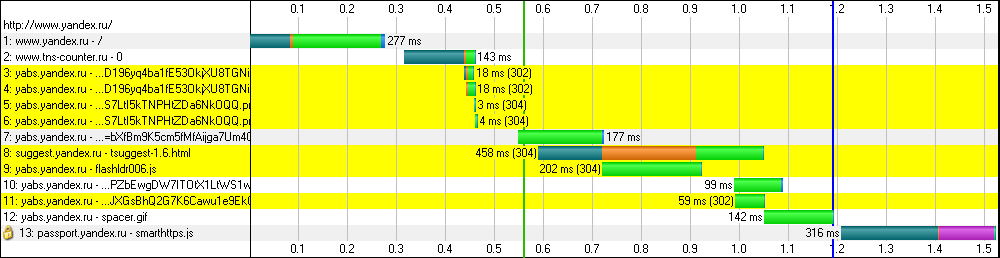 0.1 0.2 0.3 0.4 0.5 0.6 0.7 0.8 0.9 1.0 1.1 1.2 1.3 1.4 1.5
http://www.yandex.ru/
1: www.yandex.ru - / 277 ms
2: www.tns-counter.ru - 0 143 ms
3: yabs.yandex.ru - 18 ms (302)
4: yabs.yandex.ru - 18 ms (302)
5: yabs.yandex.ru - 3 ms (304)
6: yabs.yandex.ru - 4 ms (304)
7: yabs.yandex.ru - 177 ms
8: suggest.yandex.ru - tsuggest-1.6.html 458 ms (304)
9: yabs.yandex.ru - flashldr006.js 202 ms (304)
10: yabs.yandex.ru - 99 ms
11: yabs.yandex.ru - 59 ms (302)
12: yabs.yandex.ru - spacer.gif 142 ms
13: passport.yandex.ru - smarthttps.js 316 ms
0.1 0.2 0.3 0.4 0.5 0.6 0.7 0.8 0.9 1.0 1.1 1.2 1.3 1.4 1.5